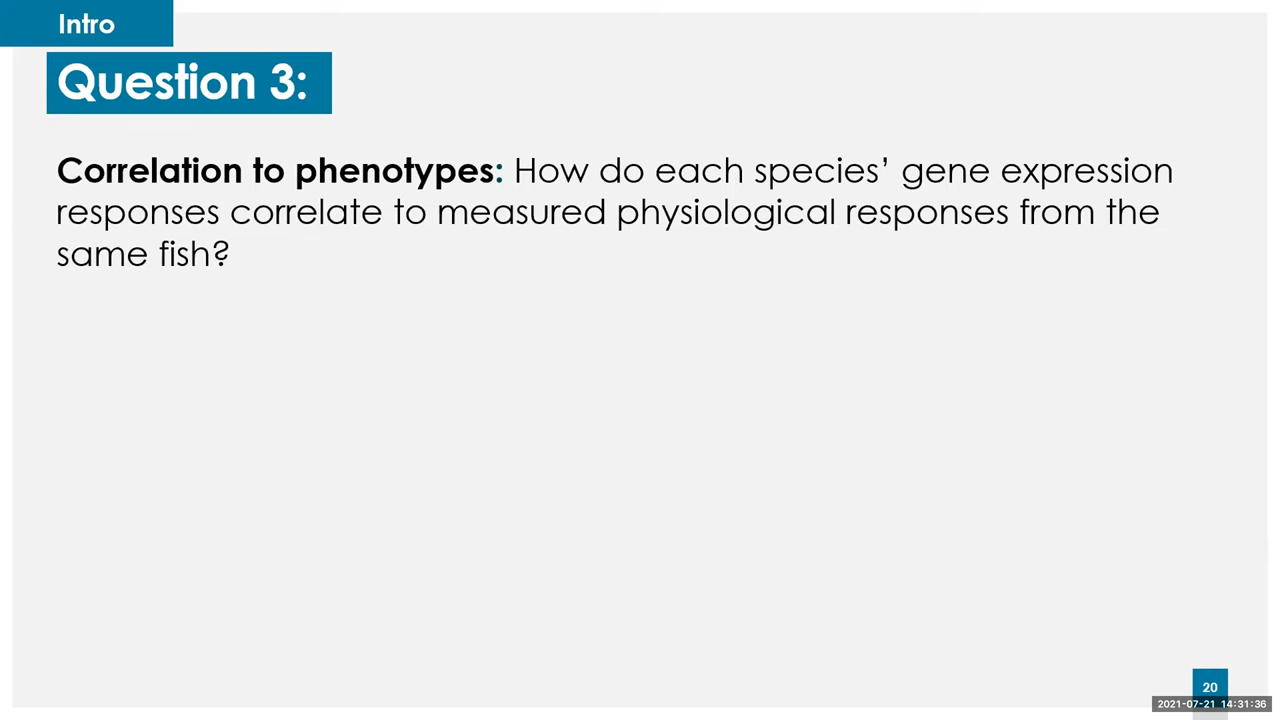 Intro
Question 3:
Correlation to phenotypes: How do each species’ gene expression
responses correlate to measured physiological responses from the
same fish?
20
2021-07-21 14:31:36